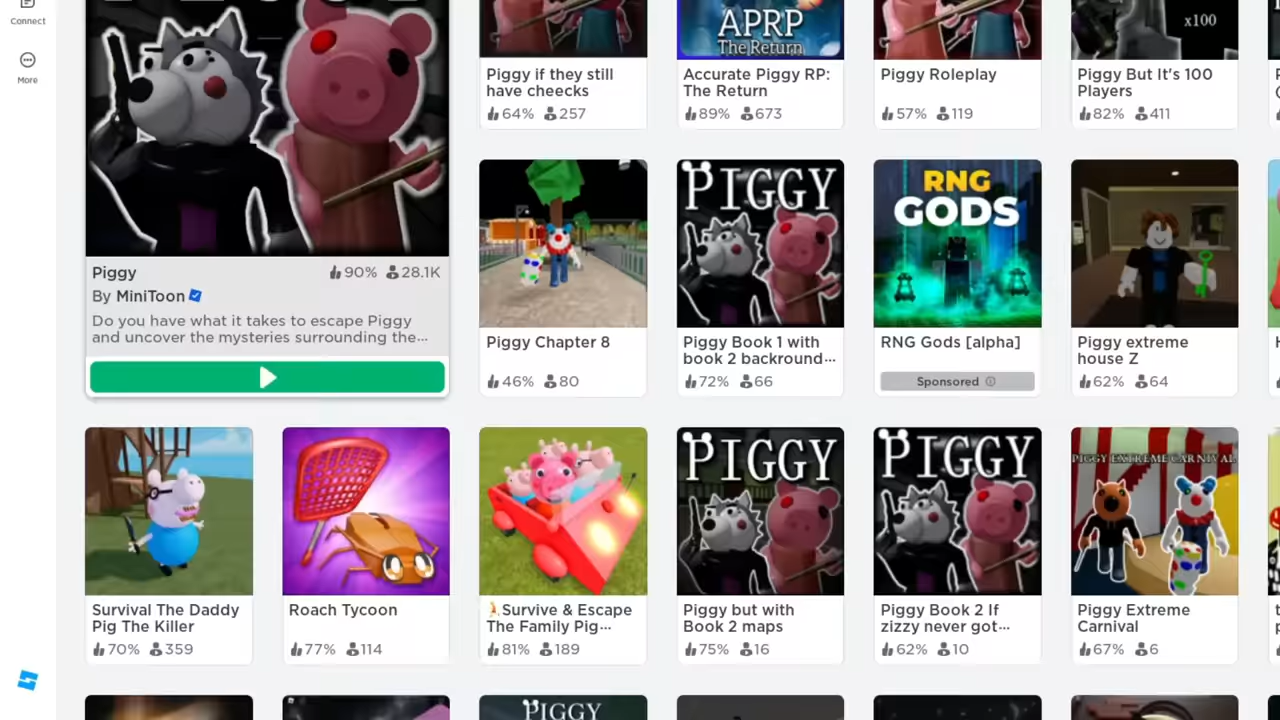 Connect
More
x100
APRP
The Return
Piggy if they still
have cheecks
64% 257
Accurate Piggy RP:
The Return
89% 673
Piggy Roleplay
57% 119
Piggy But It's 100
Players
82% 411
Piggy
90% 28.1K
By MiniToon
Do you have what it takes to escape Piggy
and uncover the mysteries surrounding the...
Piggy Chapter 8
46% 80
PIGGY
Piggy Book 1 with
book 2 backround...
72% 66
RNG
GODS
RNG Gods [alpha]
Sponsored
Piggy extreme
house Z
62% 64
Survival The Daddy
Pig The Killer
70% 359
Roach Tycoon
77% 114
Survive & Escape
The Family Pig...
81% 189
PIGGY
Piggy but with
Book 2 maps
75% 16
PIGGY
Piggy Book 2 If
zizzy never got...
62% 10
PIGGY EXTREME CARNIVAL
Piggy Extreme
Carnival
67% 6
PIGGY